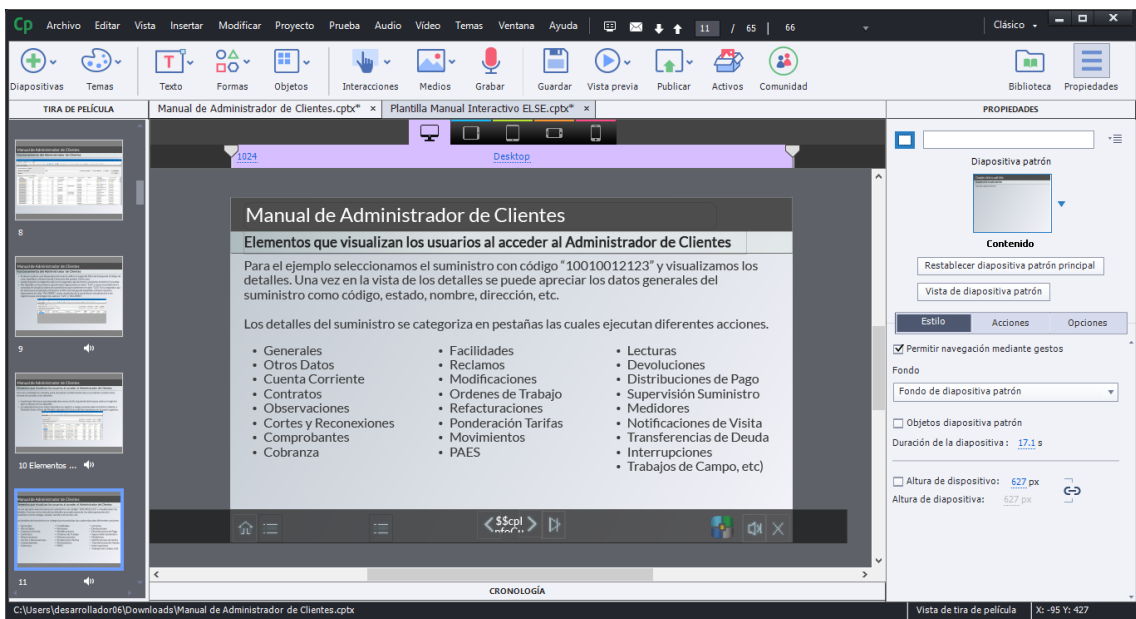 Cp Archivo Editar Vista Insertar Modificar Proyecto Prueba Audio Vídeo Temas Ventana Ayuda 11 / 65 66 Clásico
Diapositivas Temas Texto Formas Objetos Interacciones Medios Grabar Guardar Vista previa Publicar Activos Comunidad Biblioteca Propiedades
TIRA DE PELÍCULA
Manual de Administrador de Clientes.cptx* × Plantilla Manual Interactivo ELSE.cptx* ×
PROPIEDADES
1024 Desktop
8
9
10 Elementos ...
11
Manual de Administrador de Clientes
Elementos que visualizan los usuarios al acceder al Administrador de Clientes
Para el ejemplo seleccionamos el suministro con código “10010012123” y visualizamos los
detalles. Una vez en la vista de los detalles se puede apreciar los datos generales del
suministro como código, estado, nombre, dirección, etc.
Los detalles del suministro se categoriza en pestañas las cuales ejecutan diferentes acciones.
• Generales
• Otros Datos
• Cuenta Corriente
• Contratos
• Observaciones
• Cortes y Reconexiones
• Comprobantes
• Cobranza
• Facilidades
• Reclamos
• Modificaciones
• Ordenes de Trabajo
• Refacturaciones
• Ponderación Tarifas
• Movimientos
• PAES
• Lecturas
• Devoluciones
• Distribuciones de Pago
• Supervisión Suministro
• Medidores
• Notificaciones de Visita
• Transferencias de Deuda
• Interrupciones
• Trabajos de Campo, etc)
$$cpI
CRONOLOGÍA
Diapositiva patrón
Contenido
Restablecer diapositiva patrón principal
Vista de diapositiva patrón
Estilo Acciones Opciones
Permitir navegación mediante gestos
Fondo
Fondo de diapositiva patrón
Objetos diapositiva patrón
Duración de la diapositiva : 17.1 s
Altura de dispositivo: 627 px
Altura de diapositiva: 627 px
C:\Users\desarrollador06\Downloads\Manual de Administrador de Clientes.cptx
Vista de tira de película X: -95 Y: 427